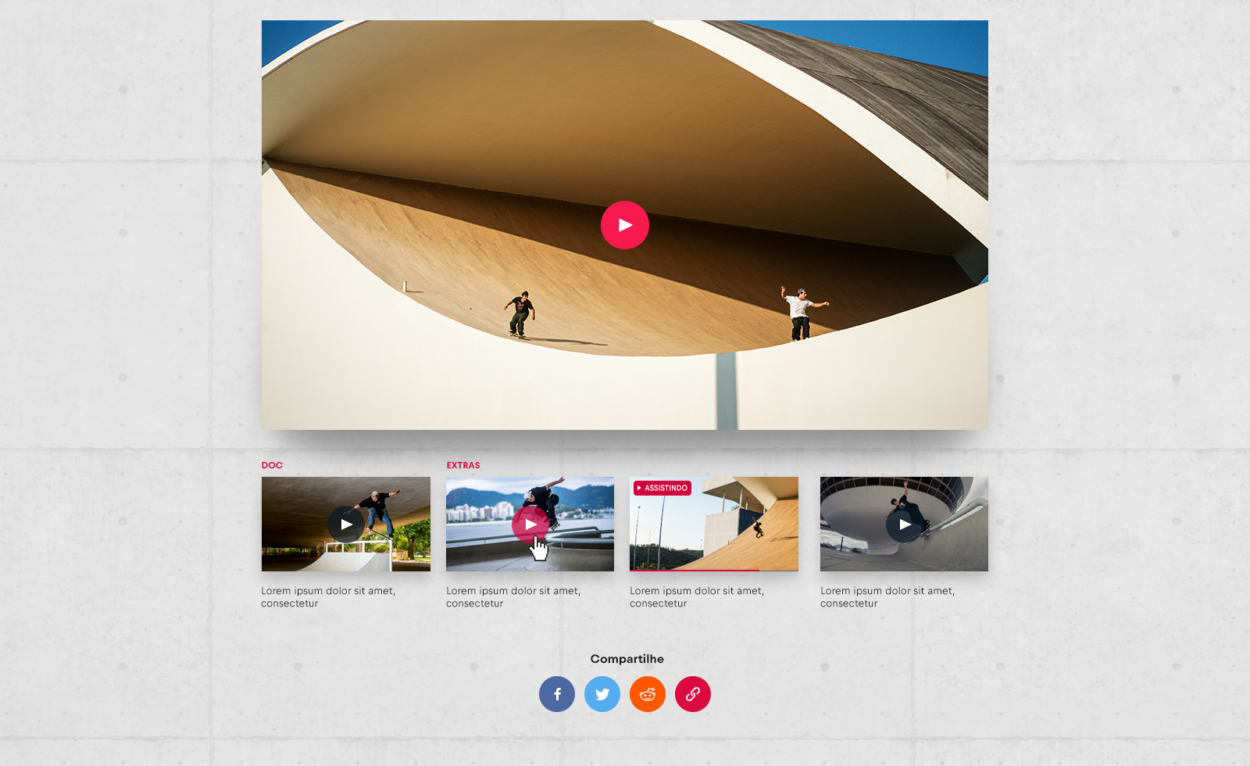 DOC
EXTRAS
ASSISTINDO
Lorem ipsum dolor sit amet,
consectetur
Lorem ipsum dolor sit amet,
consectetur
Lorem ipsum dolor sit amet,
consectetur
Lorem ipsum dolor sit amet,
consectetur
Compartilhe